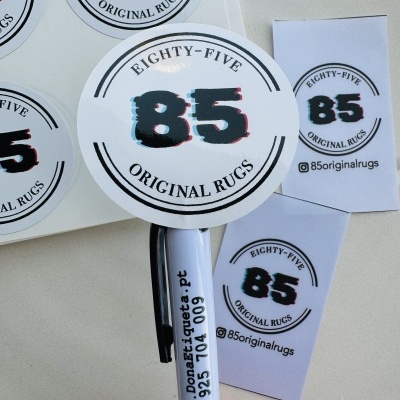 EIGHTY-FIVE
85
ORIGINAL RUGS
EIGHTY-FIVE
85
ORIGINAL RUGS
85originalrugs
EIGHTY-FIVE
85
ORIGINAL RUGS
85originalrugs
.DonaEtiqueta.pt
925 704 009
5
ORIGINAL RUGS